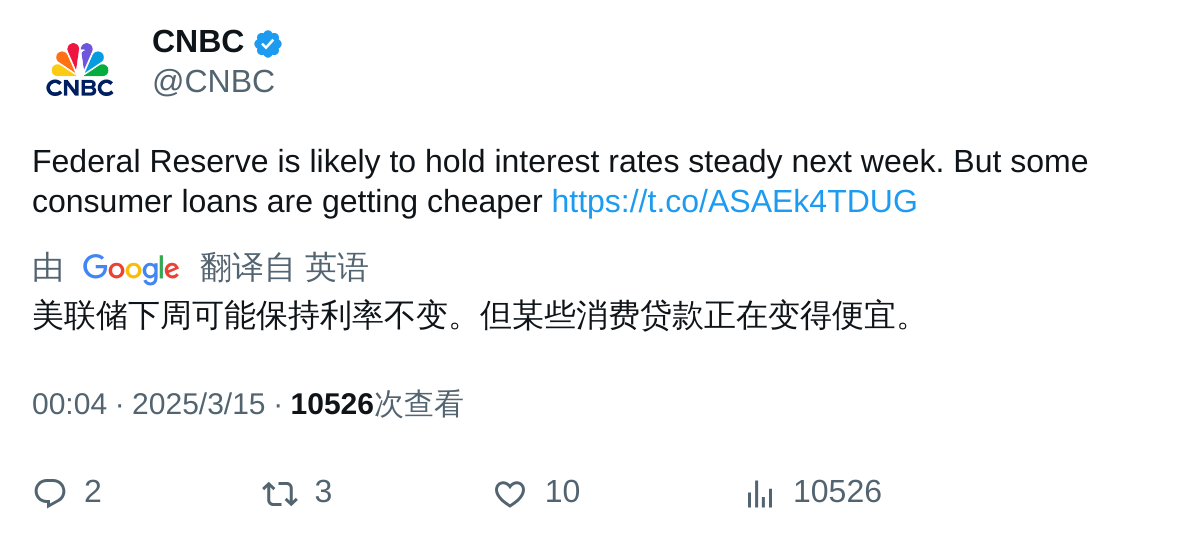 CNBC
CNBC
@CNBC
Federal Reserve is likely to hold interest rates steady next week. But some
consumer loans are getting cheaper https://t.co/ASAEk4TDUG
由 Google 翻译自 英语
美联储下周可能保持利率不变。但某些消费贷款正在变得便宜。
00:04 · 2025/3/15 · 10526次查看
2 3 10 10526